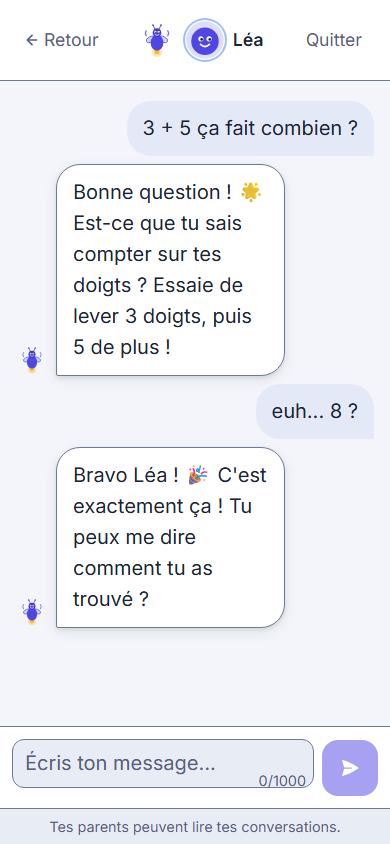 ← Retour
Léa
Quitter
3 + 5 ça fait combien ?
Bonne question ! 🌟
Est-ce que tu sais
compter sur tes
doigts ? Essaie de
lever 3 doigts, puis
5 de plus !
euh... 8 ?
Bravo Léa ! 🎉 C'est
exactement ça ! Tu
peux me dire
comment tu as
trouvé ?
Écris ton message...
0/1000
Tes parents peuvent lire tes conversations.